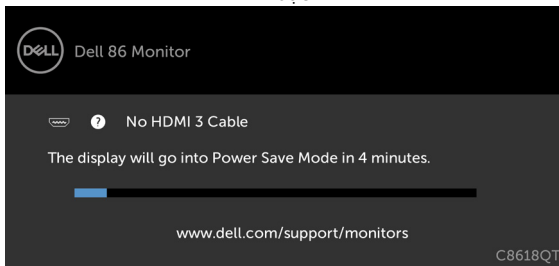 DELL
Dell 86 Monitor
? No HDMI 3 Cable
The display will go into Power Save Mode in 4 minutes.
www.dell.com/support/monitors
C8618QT